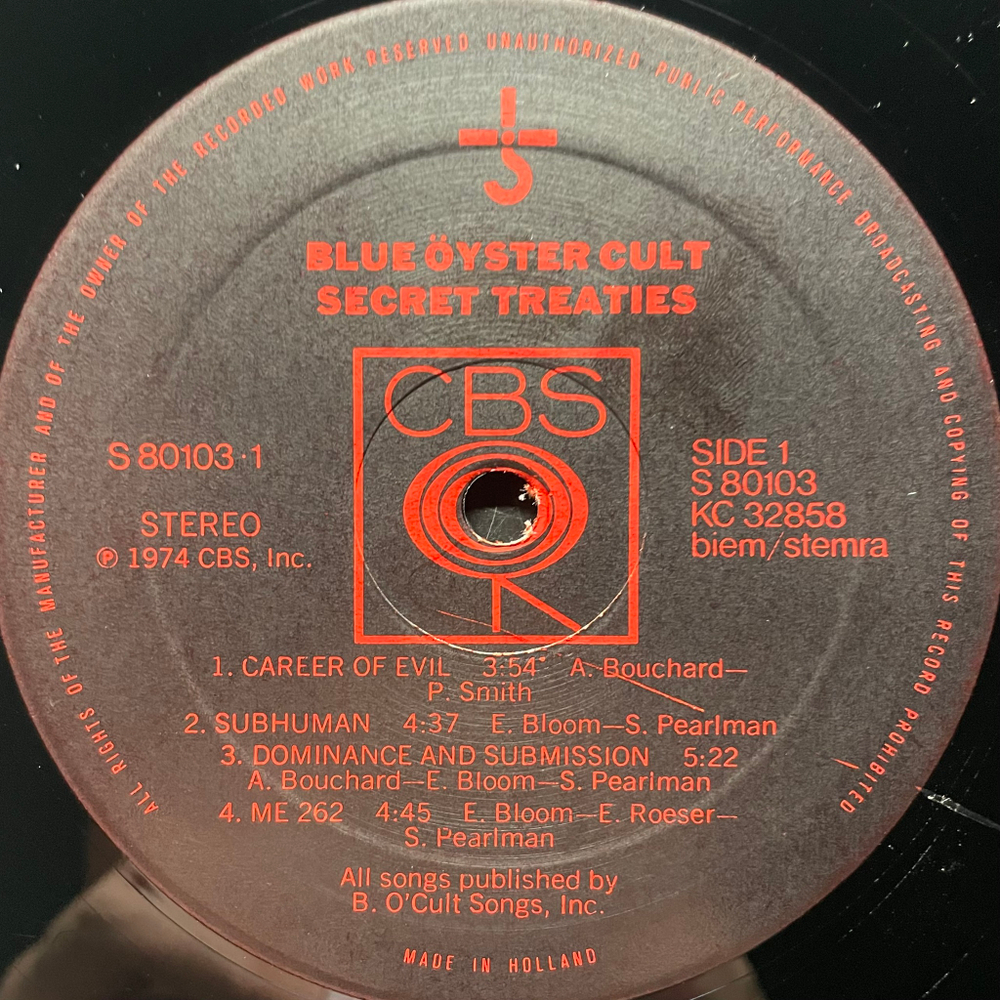 ALL RIGHTS OF THE MANUFACTURER AND OF THE OWNER OF THE RECORDED WORK RESERVED UNAUTHORIZED PUBLIC PERFORMANCE BROADCASTING AND COPYING OF THIS RECORD PROHIBITED
BLUE ÖYSTER CULT
SECRET TREATIES
CBS
S 80103·1
STEREO
℗ 1974 CBS, Inc.
SIDE 1
S 80103
KC 32858
biem/stemra
1. CAREER OF EVIL 3:54 A. Bouchard—
P. Smith
2. SUBHUMAN 4:37 E. Bloom—S. Pearlman
3. DOMINANCE AND SUBMISSION 5:22
A. Bouchard—E. Bloom—S. Pearlman
4. ME 262 4:45 E. Bloom—E. Roeser—
S. Pearlman
All songs published by
B. O'Cult Songs, Inc.
MADE IN HOLLAND